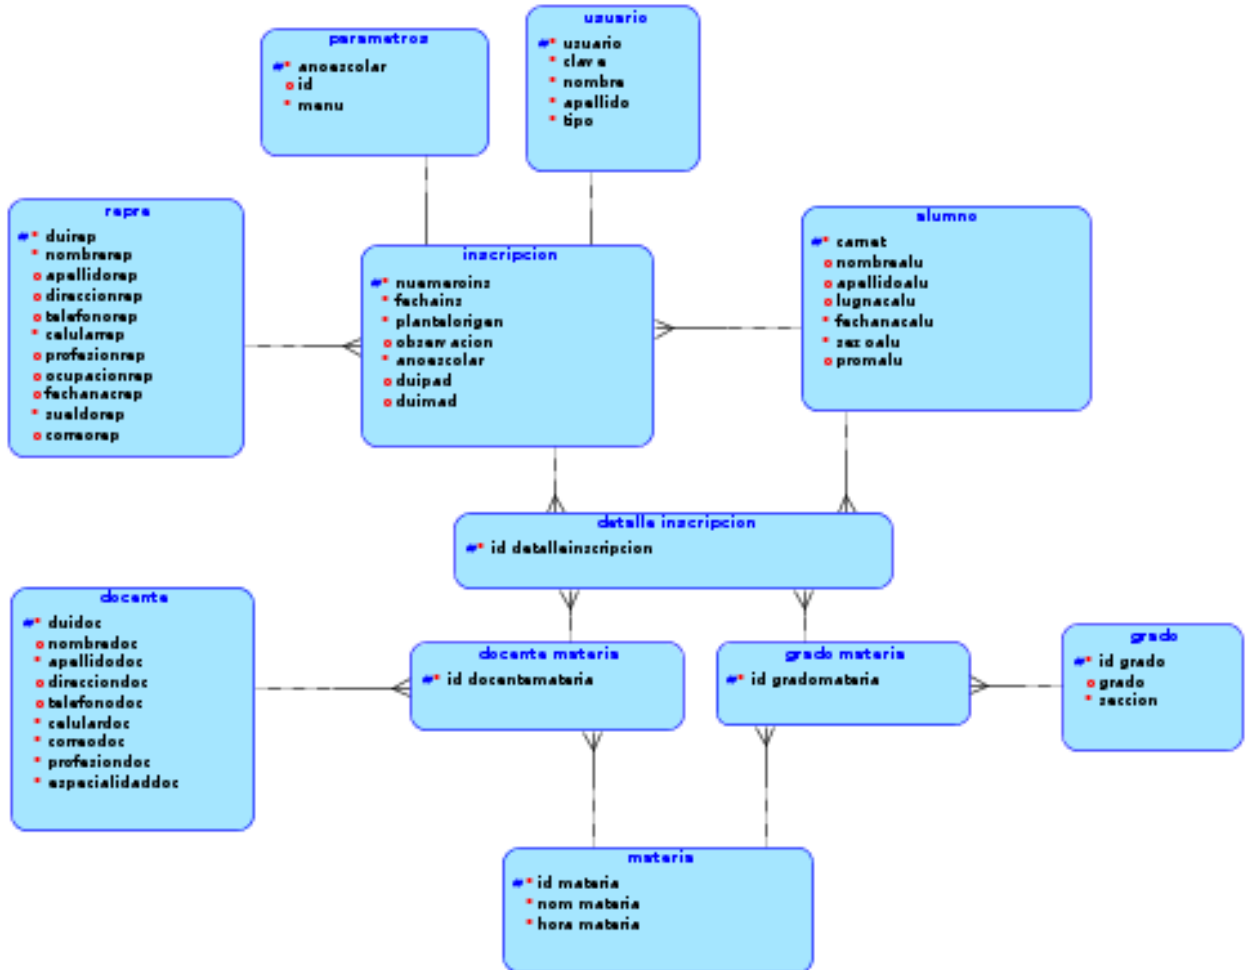 usuario
usuario
clave
nombre
apellido
tipo
parametros
anoescolar
id
menu
repre
duirep
nombrerep
apellidorep
direccionrep
telefonorep
celularrep
profesionrep
ocupacionrep
fechanacrep
sueldorep
correorep
inscripcion
nuemeroins
fechains
plantelorigen
observacion
anoescolar
duipad
duimad
alumno
carnet
nombrealu
apellidoalu
lugnacalu
fechanacalu
sexoalu
promalu
detalle inscripcion
id detalleinscripcion
docente
duidoc
nombredoc
apellidodoc
direcciondoc
telefonodoc
celulardoc
correodoc
profesiondoc
especialidaddoc
docente materia
id docentemateria
grado materia
id gradomateria
grado
id grado
grado
seccion
materia
id materia
nom materia
hora materia